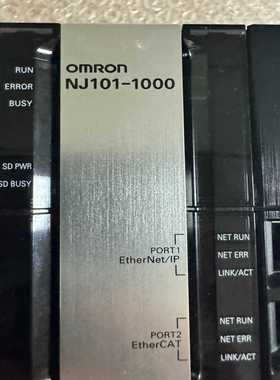 RUN
ERROR
BUSY
SD PWR
SD BUSY
OMRON
NJ101-1000
PORT1
EtherNet/IP
NET RUN
NET ERR
LINK/ACT
PORT2
EtherCAT
NET RUN
NET ERR
LINK/ACT